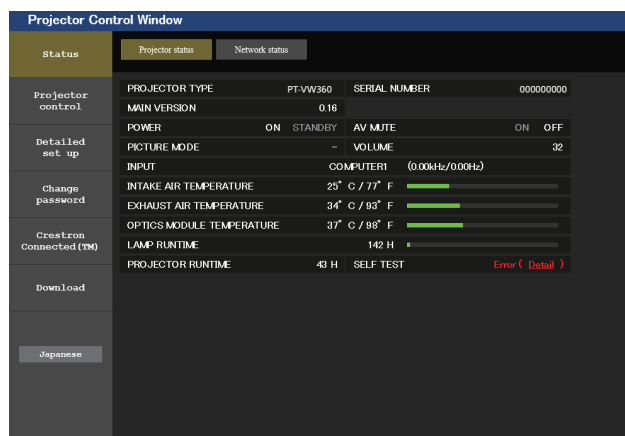 Projector Control Window
Status
Projector status
Network status
Projector
control
Detailed
set up
Change
password
Crestron
Connected(TM)
Download
Japanese
PROJECTOR TYPE PT-VW360 SERIAL NUMBER 000000000
MAIN VERSION 0.16
POWER ON STANDBY AV MUTE ON OFF
PICTURE MODE – VOLUME 32
INPUT COMPUTER1 (0.00kHz/0.00Hz)
INTAKE AIR TEMPERATURE 25° C / 77° F
EXHAUST AIR TEMPERATURE 34° C / 93° F
OPTICS MODULE TEMPERATURE 37° C / 98° F
LAMP RUNTIME 142 H
PROJECTOR RUNTIME 43 H SELF TEST Error ( Detail )